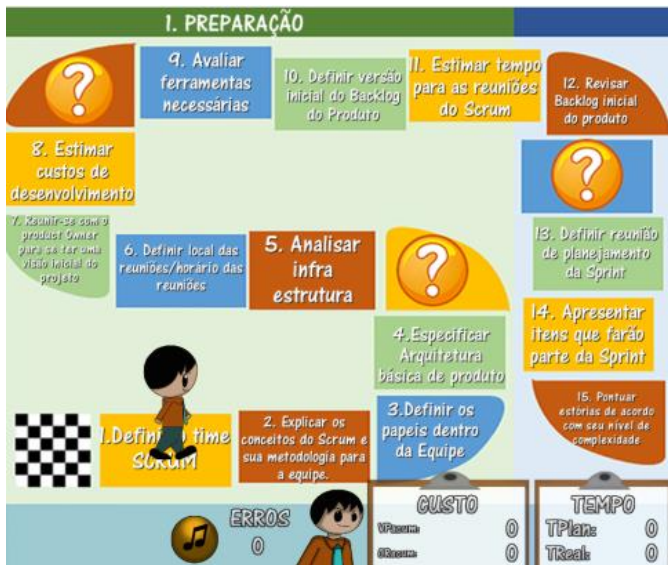 1. PREPARAÇÃO
?
9. Avaliar
ferramentas
necessárias
10. Definir versão
inicial do Backlog
do Produto
11. Estimar tempo
para as reuniões
do Scrum
12. Revisar
Backlog inicial
do produto
8. Estimar
custos de
desenvolvimento
?
7. Reunir-se com o
product Owner
para se ter uma
visão inicial do
projeto
6. Definir local das
reuniões/horário das
reuniões
5. Analisar
infra
estrutura
?
13. Definir reunião
de planejamento
da Sprint
4.Especificar
Arquitetura
básica de produto
14. Apresentar
itens que farão
parte da Sprint
1.Definir o time
SCRUM
2. Explicar os
conceitos do Scrum e
sua metodologia para
a equipe.
3.Definir os
papeis dentro
da Equipe
15. Pontuar
estórias de acordo
com seu nível de
complexidade
ERROS
0
CUSTO
0
0
TEMPO
TPlan: 0
TReal: 0